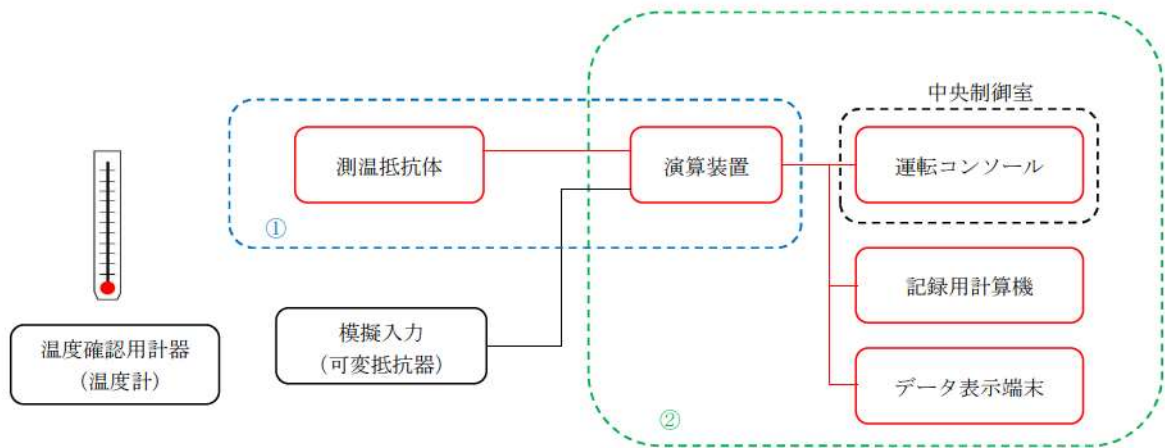 中央制御室
測温抵抗体
演算装置
運転コンソール
①
記録用計算機
模擬入力
（可変抵抗器）
温度確認用計器
（温度計）
データ表示端末
②